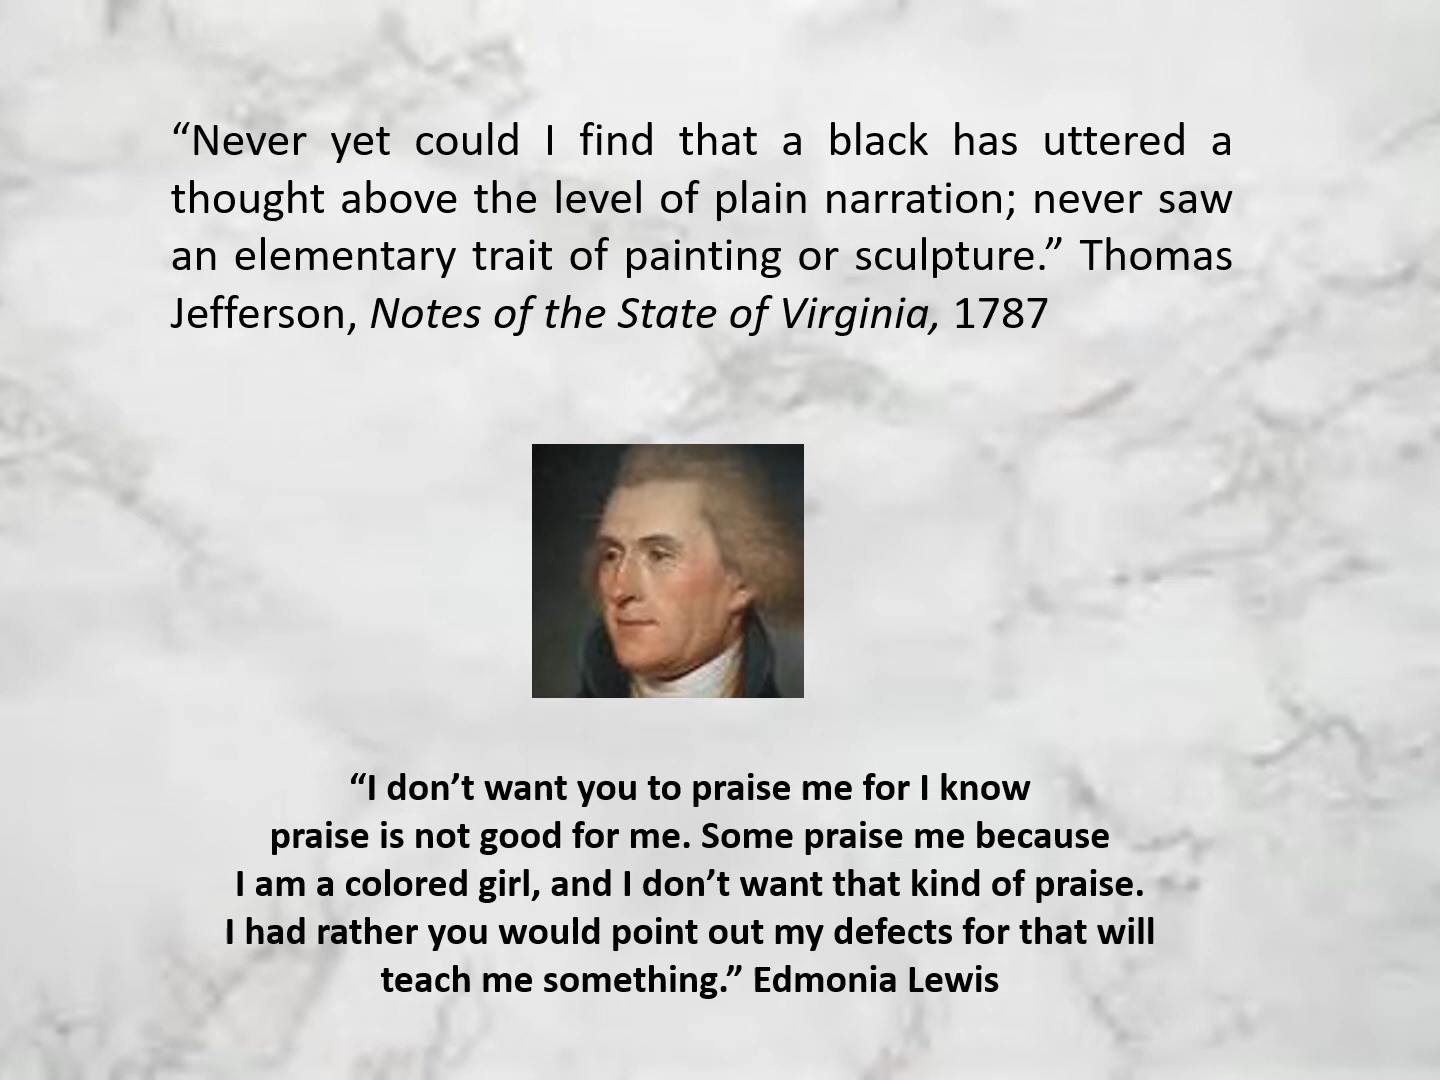 “Never yet could I find that a black has uttered a
thought above the level of plain narration; never saw
an elementary trait of painting or sculpture.” Thomas
Jefferson, Notes of the State of Virginia, 1787
“I don’t want you to praise me for I know
praise is not good for me. Some praise me because
I am a colored girl, and I don’t want that kind of praise.
I had rather you would point out my defects for that will
teach me something.” Edmonia Lewis